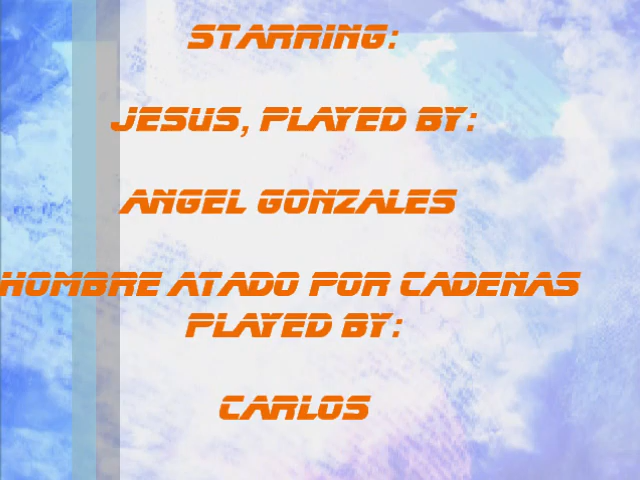 STARRING:
JESUS, PLAYED BY:
ANGEL GONZALES
HOMBRE ATADO POR CADENAS
PLAYED BY:
CARLOS